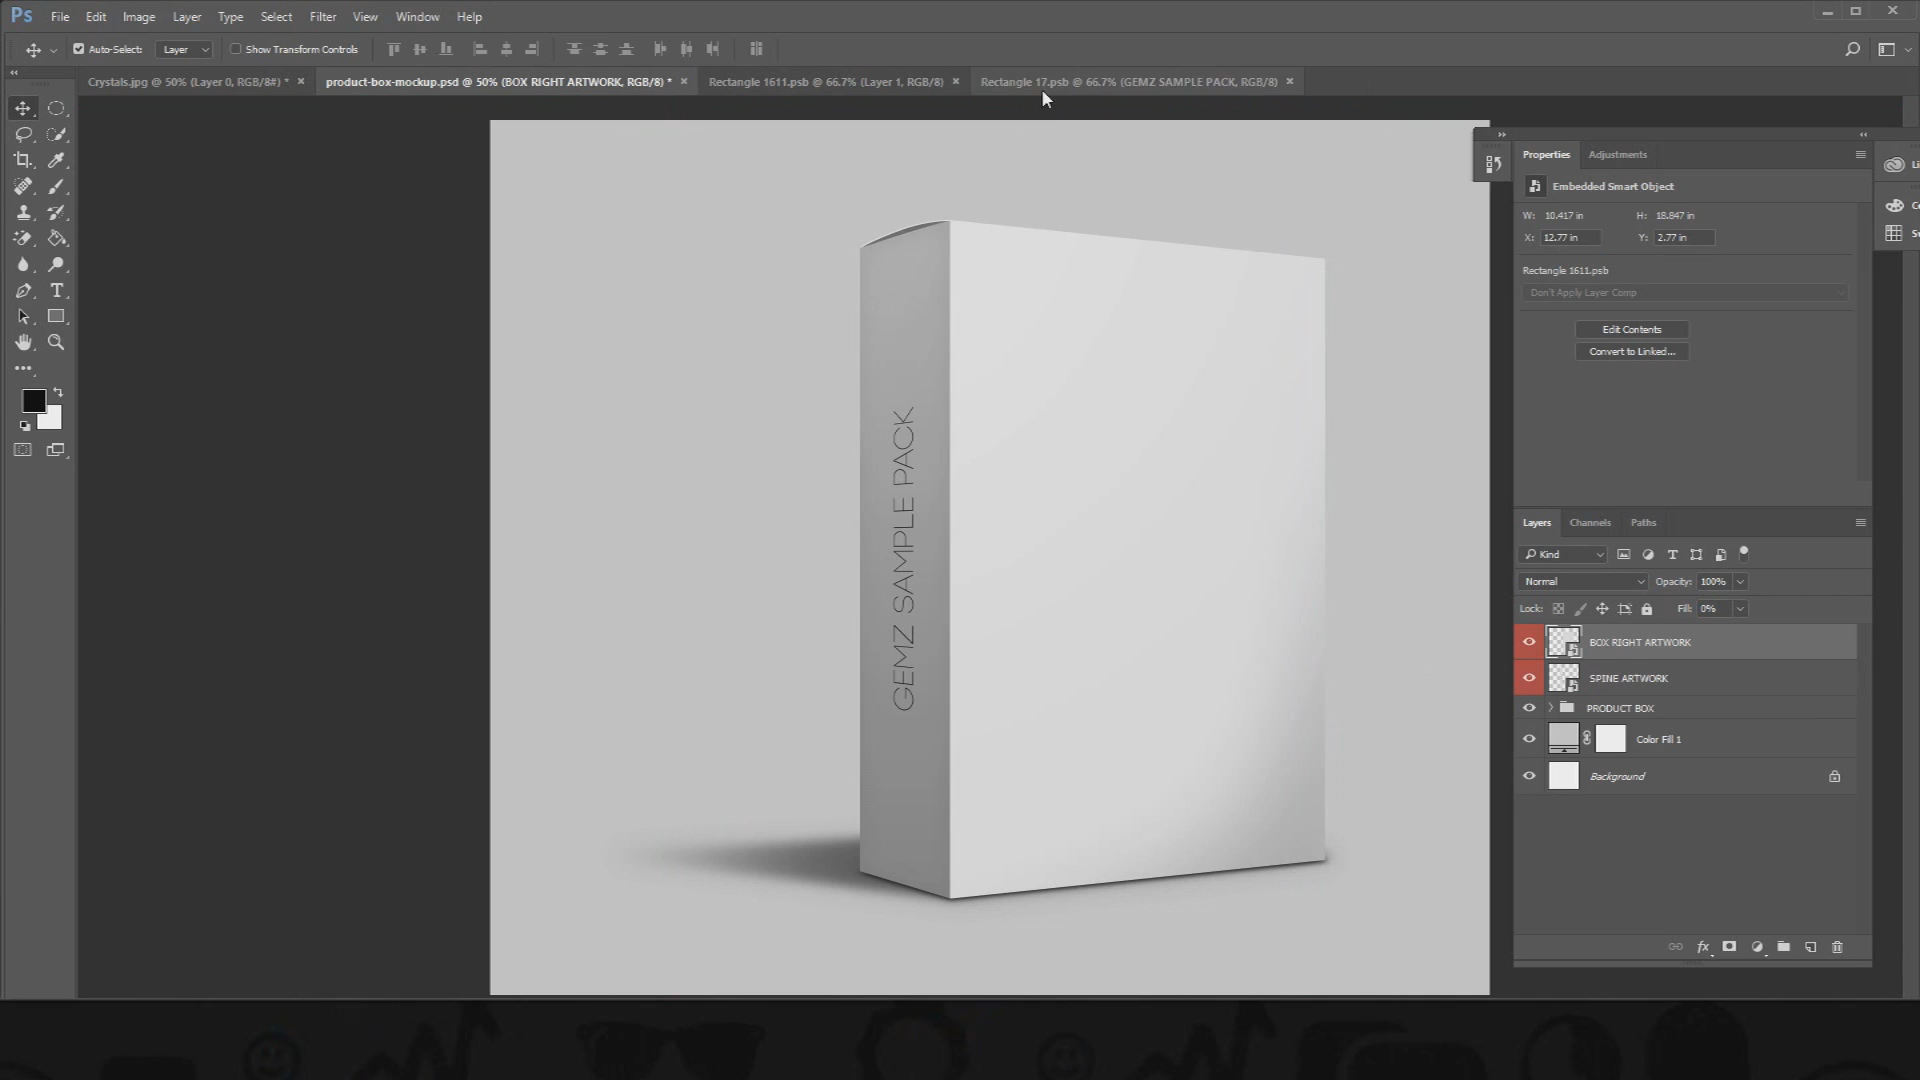 Ps File Edit Image Layer Type Select Filter View Window Help
Auto-Select: Layer Show Transform Controls
Crystals.jpg @ 50% (Layer 0, RGB/8#) * × product-box-mockup.psd @ 50% (BOX RIGHT ARTWORK, RGB/8) * × Rectangle 1611.psb @ 66.7% (Layer 1, RGB/8) × Rectangle 17.psb @ 66.7% (GEMZ SAMPLE PACK, RGB/8) ×
GEMZ SAMPLE PACK
Properties Adjustments
Embedded Smart Object
W: 10.417 in H: 18.847 in
X: 12.77 in Y: 2.77 in
Rectangle 1611.psb
Don't Apply Layer Comp
Edit Contents
Convert to Linked...
Layers Channels Paths
Kind
Normal Opacity: 100%
Lock: Fill: 0%
BOX RIGHT ARTWORK
SPINE ARTWORK
PRODUCT BOX
Color Fill 1
Background
fx